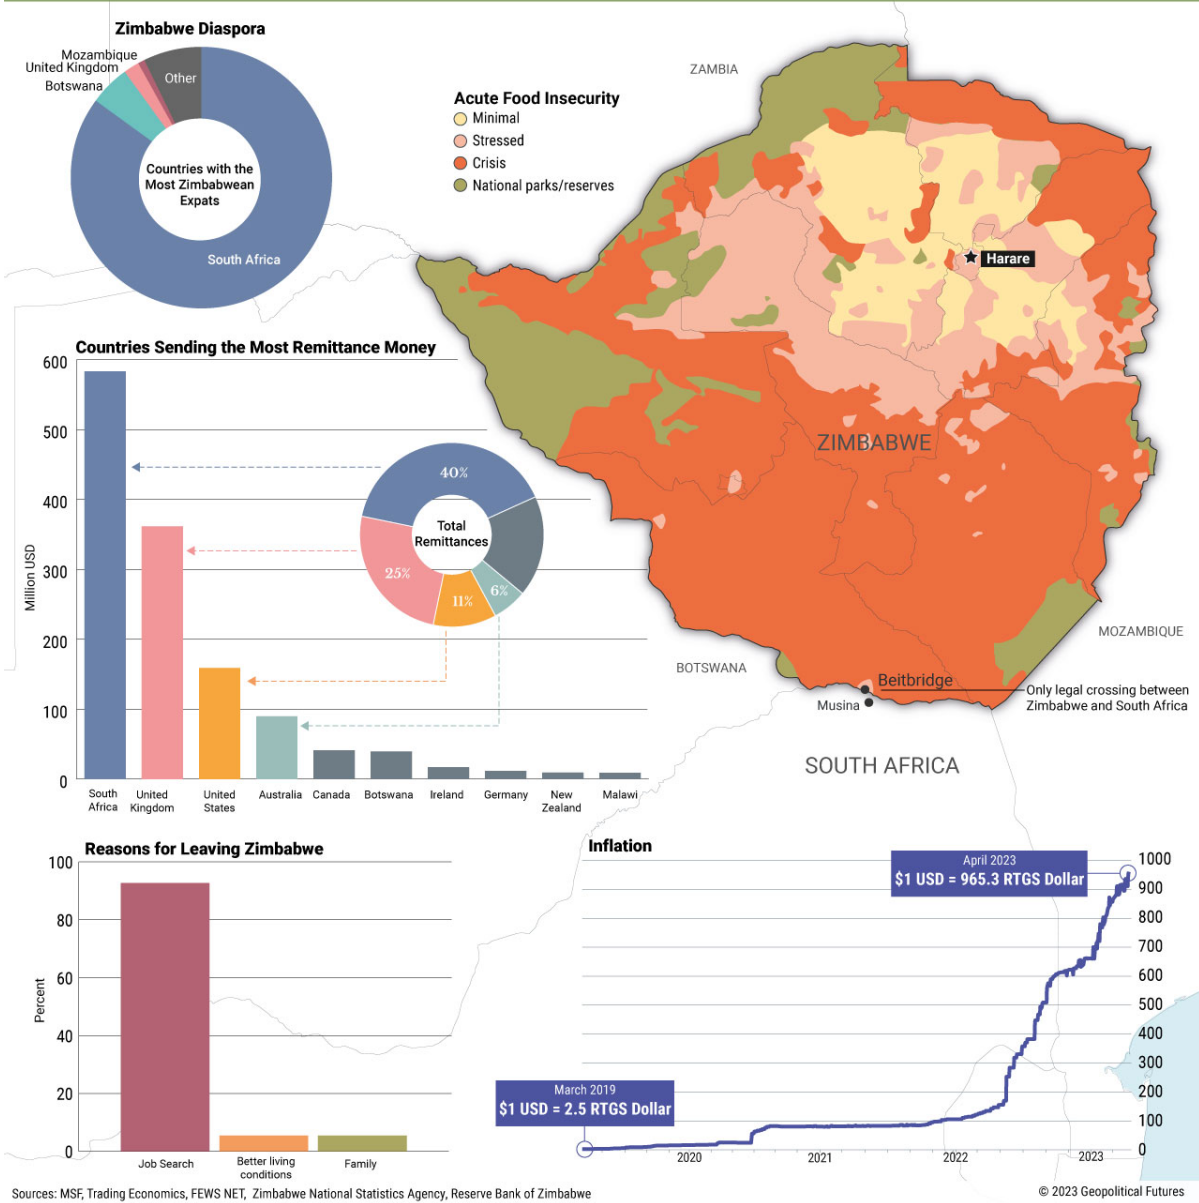 Zimbabwe Diaspora
Mozambique
United Kingdom
Botswana
Other
Countries with the
Most Zimbabwean
Expats
South Africa
Acute Food Insecurity
Minimal
Stressed
Crisis
National parks/reserves
ZAMBIA
Harare
ZIMBABWE
MOZAMBIQUE
BOTSWANA
Beitbridge
Musina
Only legal crossing between
Zimbabwe and South Africa
SOUTH AFRICA
Countries Sending the Most Remittance Money
600
500
400
300
200
100
0
Million USD
40%
25%
11%
6%
Total
Remittances
South
Africa
United
Kingdom
United
States
Australia
Canada
Botswana
Ireland
Germany
New
Zealand
Malawi
Reasons for Leaving Zimbabwe
100
80
60
40
20
0
Percent
Job Search
Better living
conditions
Family
Inflation
April 2023
$1 USD = 965.3 RTGS Dollar
March 2019
$1 USD = 2.5 RTGS Dollar
1000
900
800
700
600
500
400
300
200
100
0
2020
2021
2022
2023
Sources: MSF, Trading Economics, FEWS NET, Zimbabwe National Statistics Agency, Reserve Bank of Zimbabwe
© 2023 Geopolitical Futures